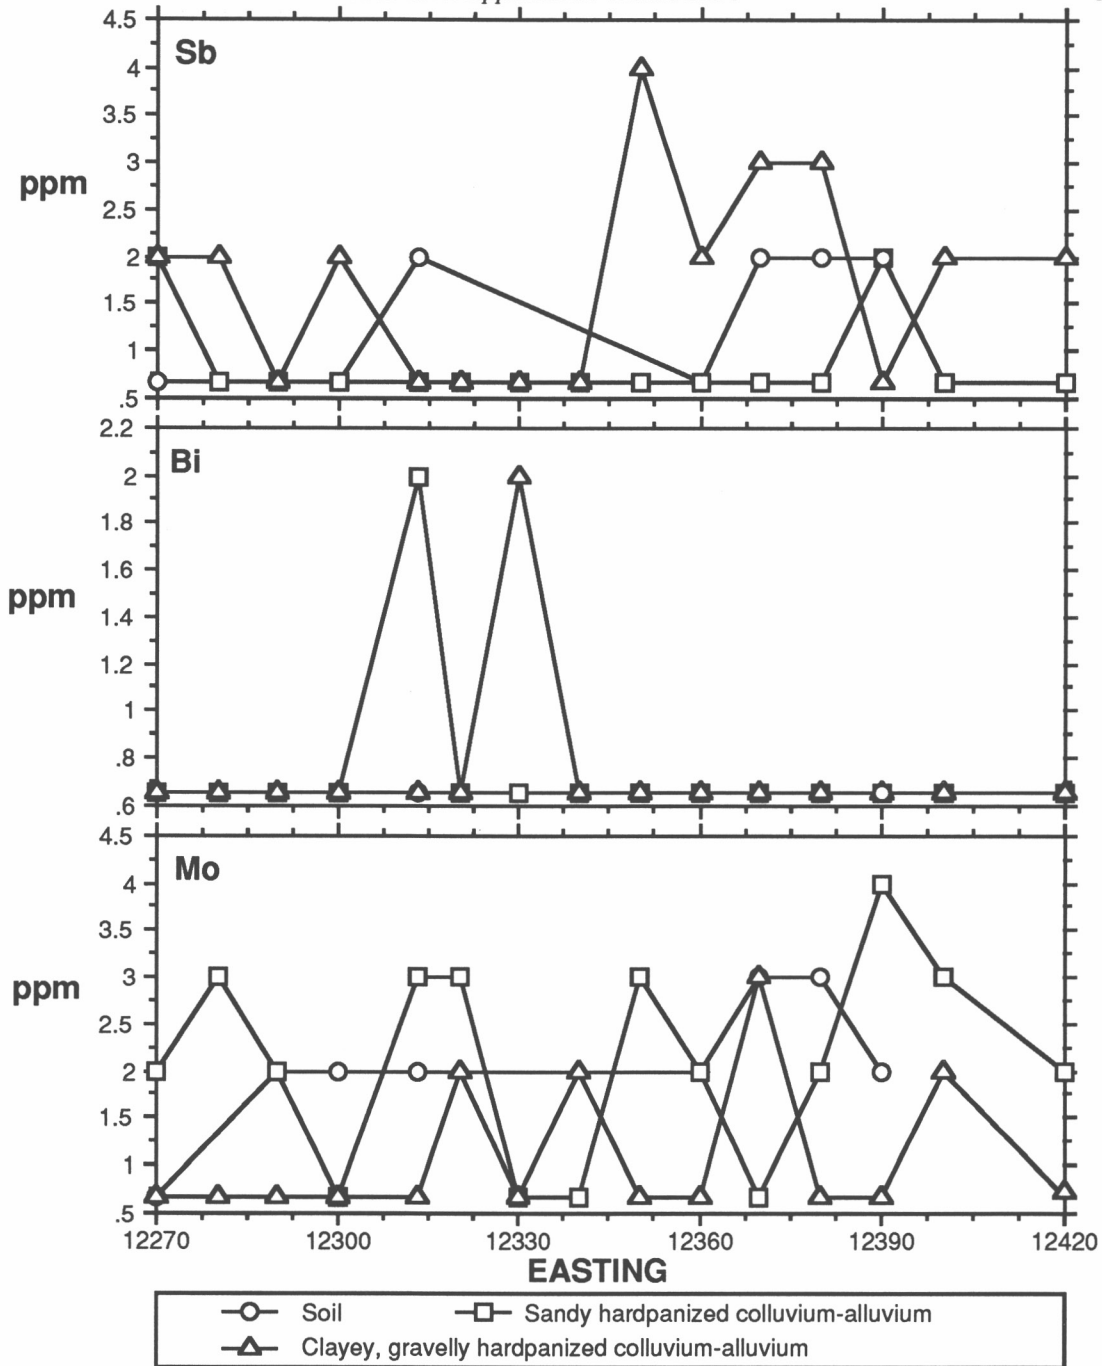 4.5
Sb
4
3.5
3
ppm
2.5
2
1.5
1
.5
2.2
Bi
2
1.8
1.6
ppm
1.4
1.2
1
.8
.6
4.5
Mo
4
3.5
3
ppm
2.5
2
1.5
1
.5
12270 12300 12330 12360 12390 12420
EASTING
Soil Sandy hardpanized colluvium-alluvium
Clayey, gravelly hardpanized colluvium-alluvium